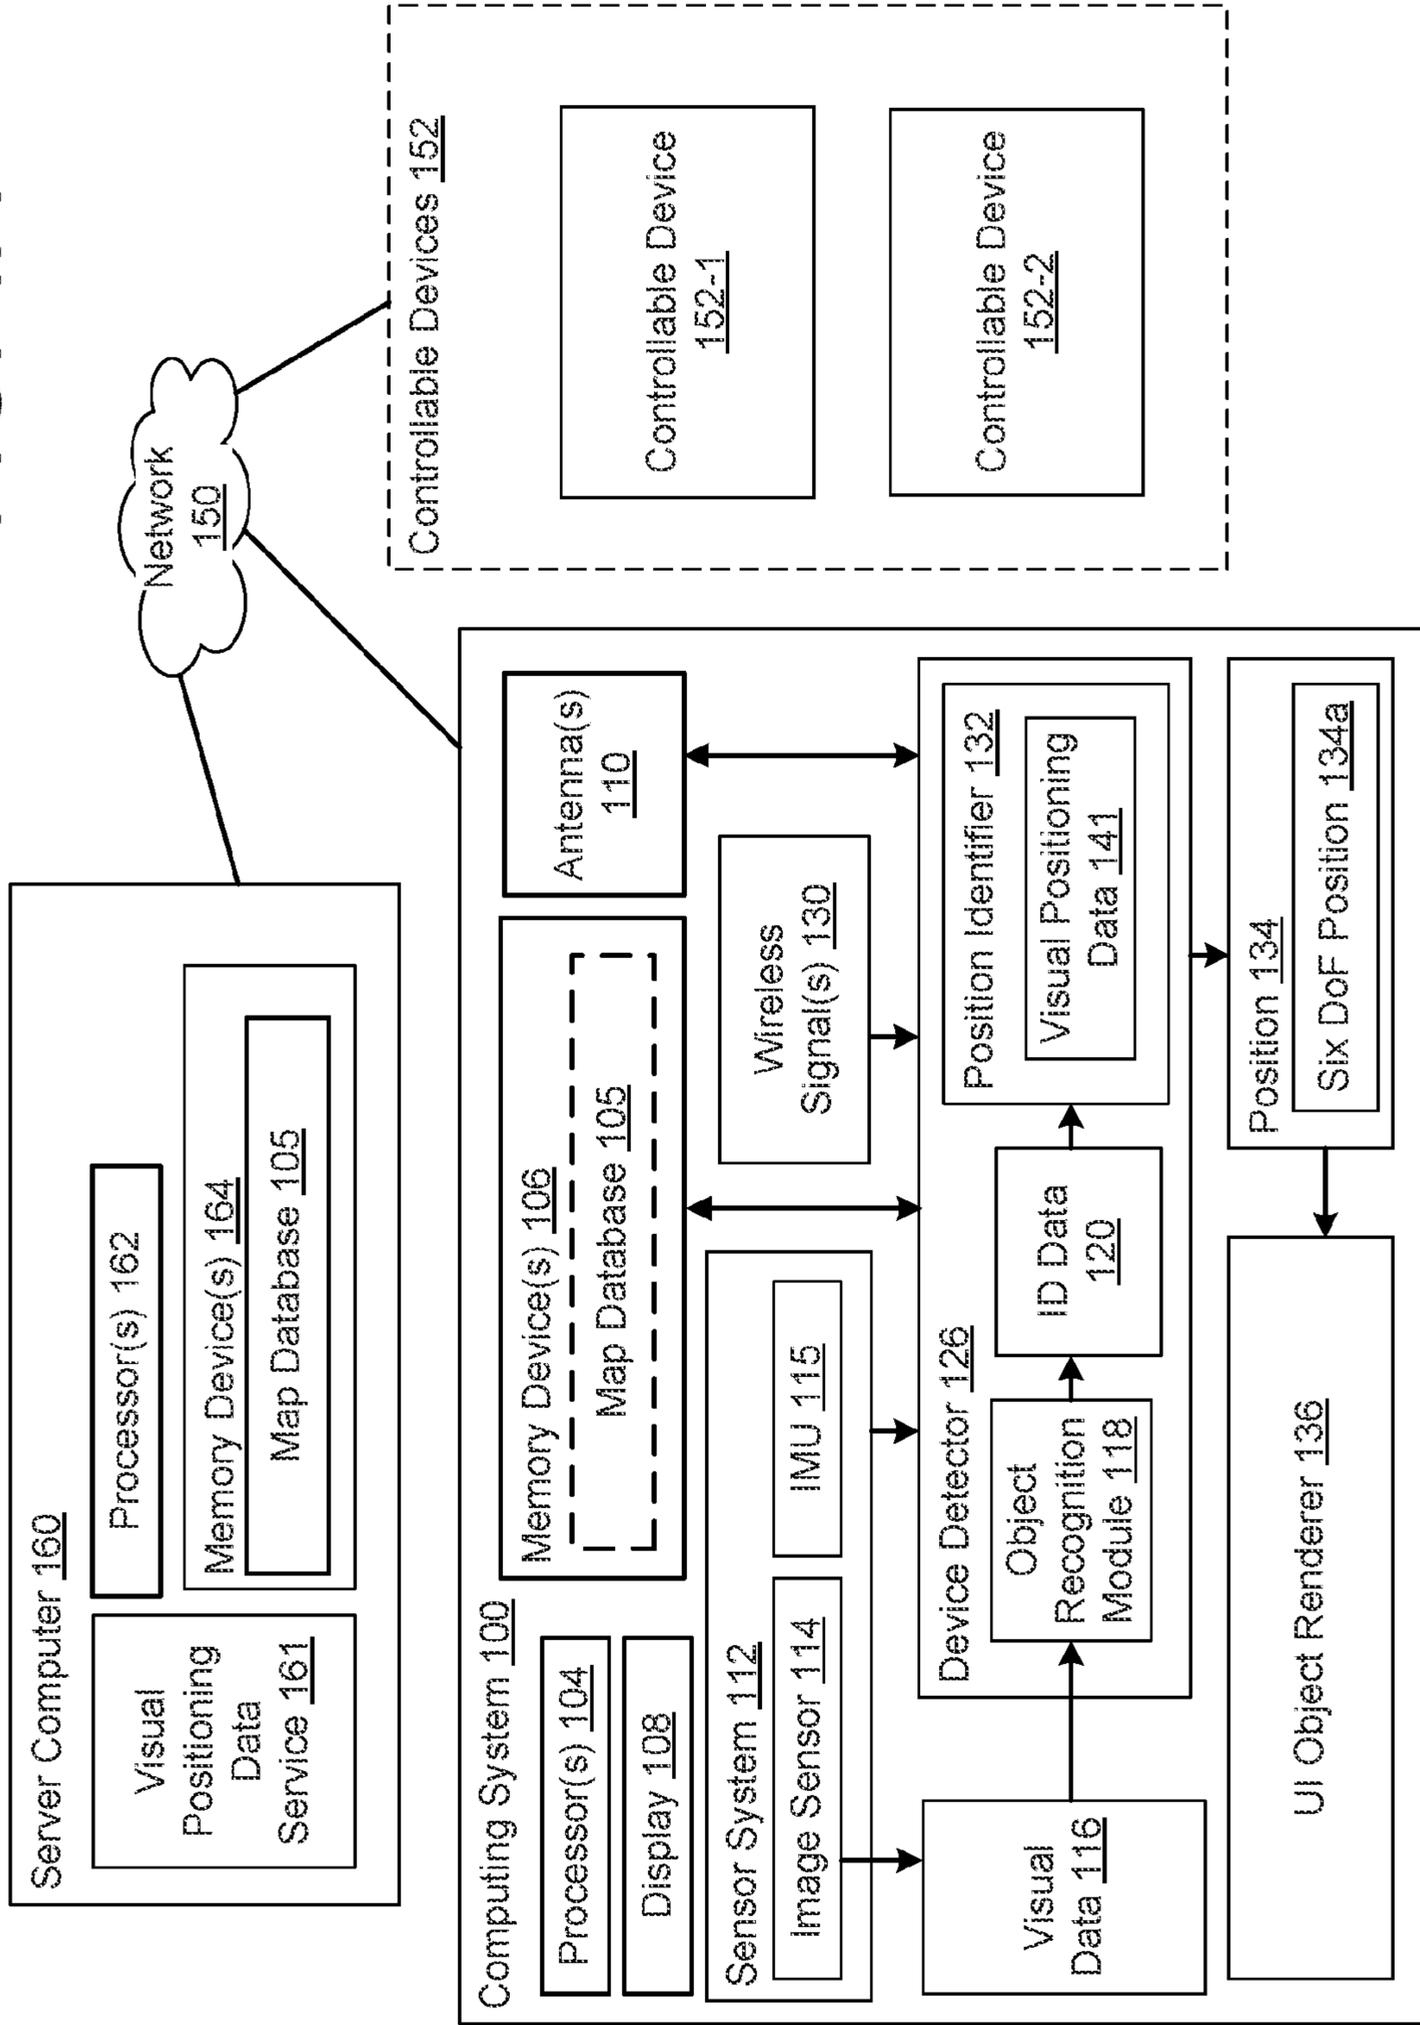 Server Computer 160
Visual
Positioning
Data
Service 161
Processor(s) 162
Memory Device(s) 164
Map Database 105
Network
150
Controllable Devices 152
Controllable Device
152-1
Controllable Device
152-2
Computing System 100
Processor(s) 104
Display 108
Memory Device(s) 106
Map Database 105
Antenna(s)
110
Sensor System 112
Image Sensor 114
IMU 115
Wireless
Signal(s) 130
Visual
Data 116
Device Detector 126
Object
Recognition
Module 118
ID Data
120
Position Identifier 132
Visual Positioning
Data 141
UI Object Renderer 136
Position 134
Six DoF Position 134a